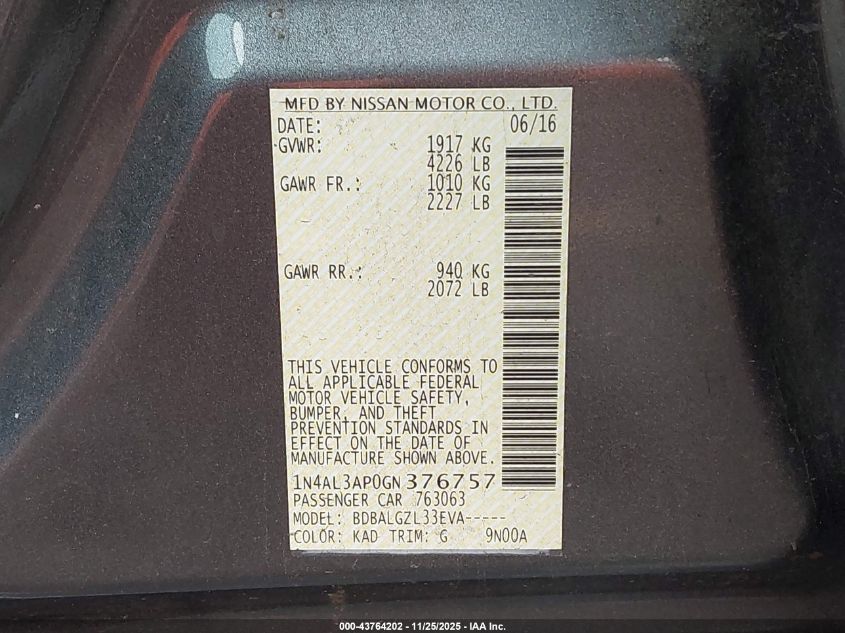 MFD BY NISSAN MOTOR CO., LTD.
DATE: 06/16
GVWR: 1917 KG
4226 LB
GAWR FR.: 1010 KG
2227 LB
GAWR RR.: 940 KG
2072 LB
THIS VEHICLE CONFORMS TO
ALL APPLICABLE FEDERAL
MOTOR VEHICLE SAFETY,
BUMPER, AND THEFT
PREVENTION STANDARDS IN
EFFECT ON THE DATE OF
MANUFACTURE SHOWN ABOVE.
1N4AL3AP0GN376757
PASSENGER CAR 763063
MODEL: BDBALGZL33EVA-----
COLOR: KAD TRIM: G 9N00A
000-43764202 - 11/25/2025 - IAA Inc.